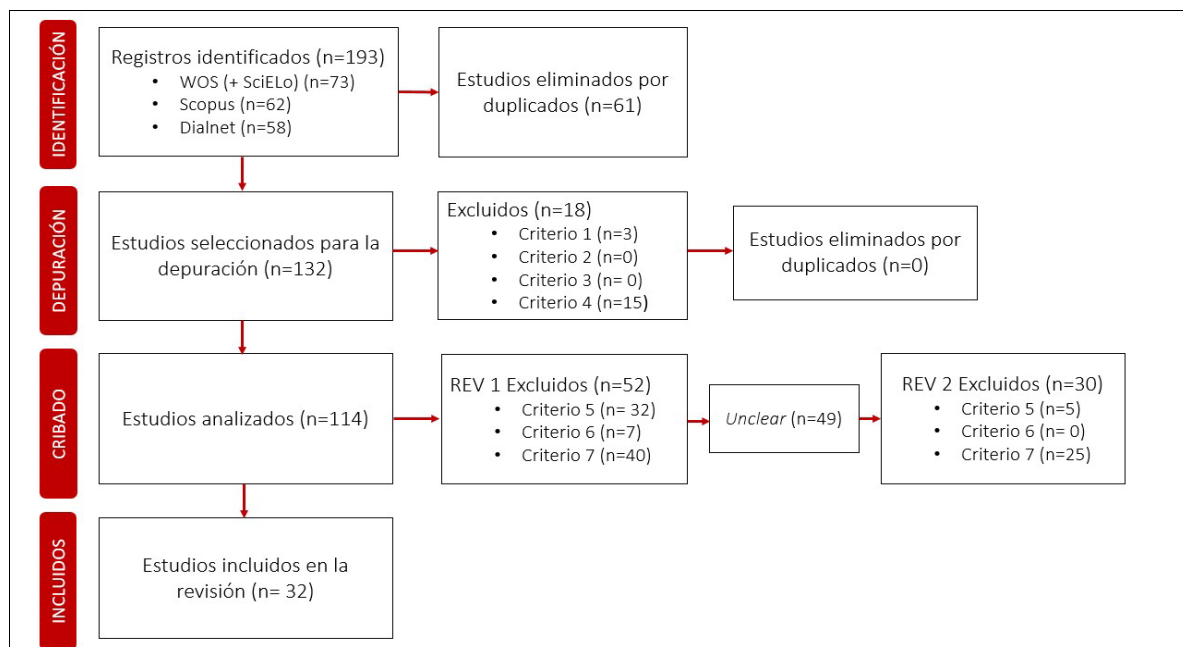 IDENTIFICACIÓN
Registros identificados (n=193)
• WOS (+ SciELo) (n=73)
• Scopus (n=62)
• Dialnet (n=58)
Estudios eliminados por
duplicados (n=61)
DEPURACIÓN
Estudios seleccionados para la
depuración (n=132)
Excluidos (n=18)
• Criterio 1 (n=3)
• Criterio 2 (n=0)
• Criterio 3 (n= 0)
• Criterio 4 (n=15)
Estudios eliminados por
duplicados (n=0)
CRIBADO
Estudios analizados (n=114)
REV 1 Excluidos (n=52)
• Criterio 5 (n= 32)
• Criterio 6 (n=7)
• Criterio 7 (n=40)
Unclear (n=49)
REV 2 Excluidos (n=30)
• Criterio 5 (n=5)
• Criterio 6 (n= 0)
• Criterio 7 (n=25)
INCLUIDOS
Estudios incluidos en la
revisión (n= 32)